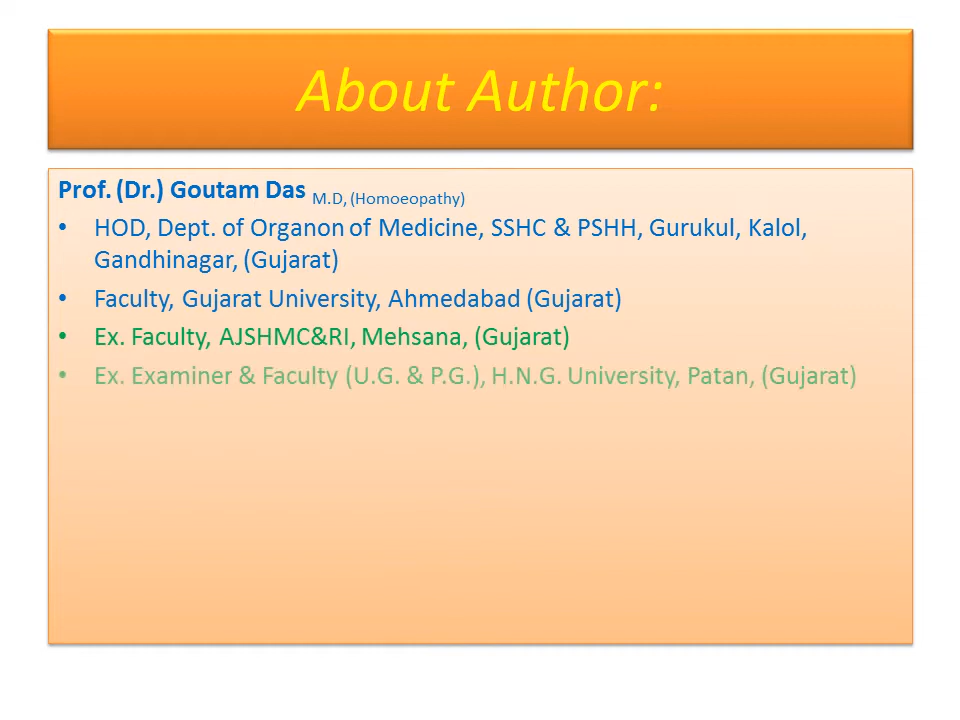 About Author:
Prof. (Dr.) Goutam Das M.D, (Homoeopathy)
• HOD, Dept. of Organon of Medicine, SSHC & PSHH, Gurukul, Kalol,
Gandhinagar, (Gujarat)
• Faculty, Gujarat University, Ahmedabad (Gujarat)
• Ex. Faculty, AJSHMC&RI, Mehsana, (Gujarat)
• Ex. Examiner & Faculty (U.G. & P.G.), H.N.G. University, Patan, (Gujarat)